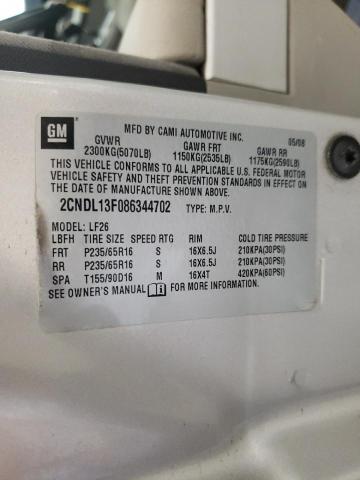 GM
MFD BY CAMI AUTOMOTIVE INC. 05/08
GVWR GAWR FRT GAWR RR
2300KG(5070LB) 1150KG(2535LB) 1175KG(2590LB)
THIS VEHICLE CONFORMS TO ALL APPLICABLE U.S. FEDERAL MOTOR
VEHICLE SAFETY AND THEFT PREVENTION STANDARDS IN EFFECT ON
THE DATE OF MANUFACTURE SHOWN ABOVE.
2CNDL13F086344702 TYPE: M.P.V.
MODEL: LF26
LBFH TIRE SIZE SPEED RTG RIM COLD TIRE PRESSURE
FRT P235/65R16 S 16X6.5J 210KPA(30PSI)
RR P235/65R16 S 16X6.5J 210KPA(30PSI)
SPA T155/90D16 M 16X4T 420KPA(60PSI)
SEE OWNER'S MANUAL FOR MORE INFORMATION